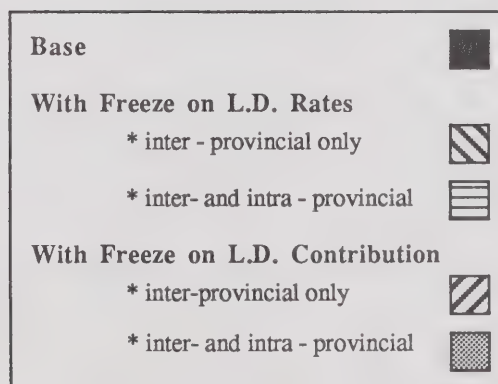 Base
With Freeze on L.D. Rates
* inter - provincial only
* inter- and intra - provincial
With Freeze on L.D. Contribution
* inter-provincial only
* inter- and intra - provincial